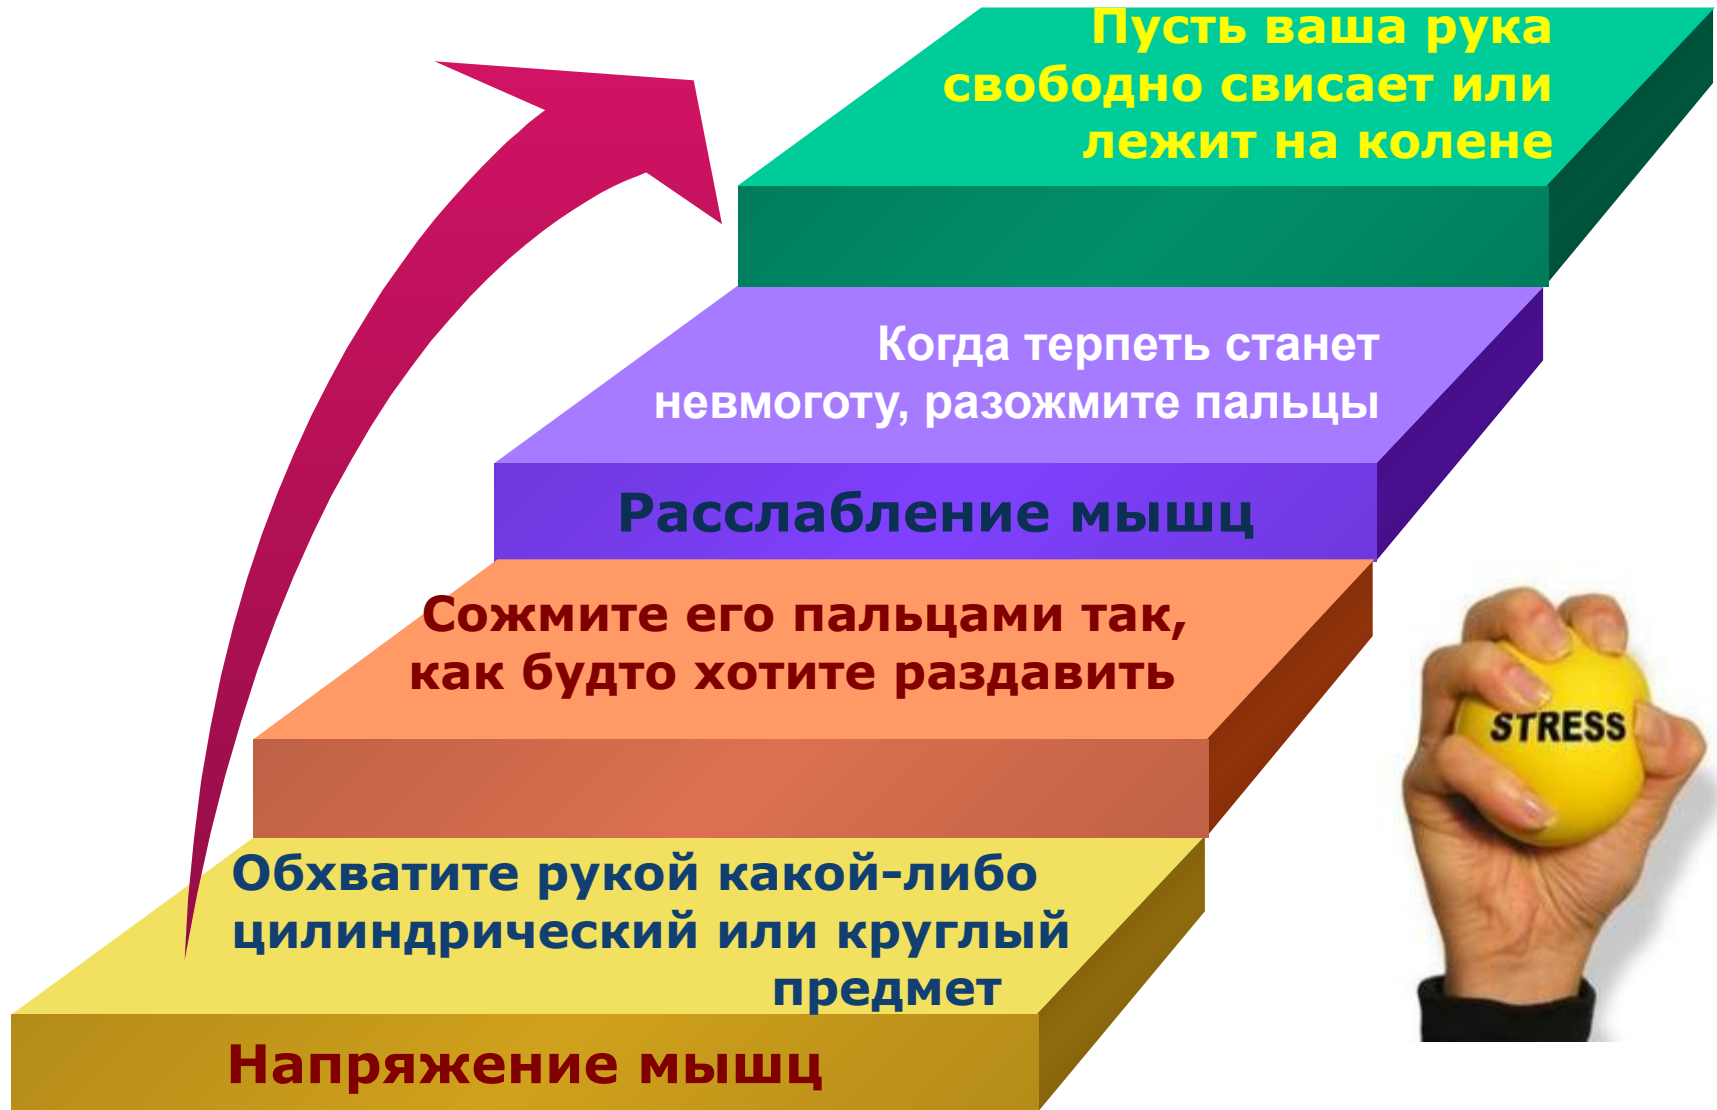 Пусть ваша рука
свободно свисает или
лежит на колене
Когда терпеть станет
невмоготу, разожмите пальцы
Расслабление мышц
Сожмите его пальцами так,
как будто хотите раздавить
STRESS
Обхватите рукой какой-либо
цилиндрический или круглый
предмет
Напряжение мышц